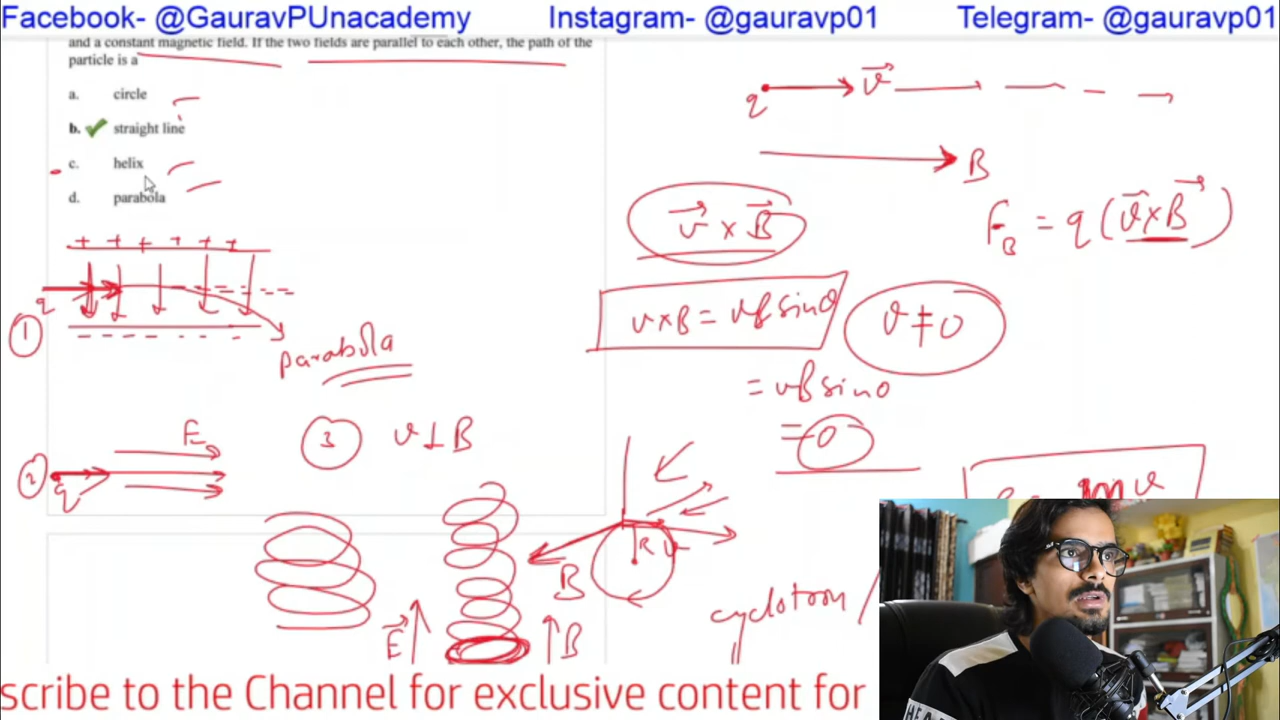 Facebook- @GauravPUnacademy Instagram- @gauravp01 Telegram- @gauravp01
and a constant magnetic field. If the two fields are parallel to each other, the path of the
particle is a
a. circle
b. straight line
c. helix
d. parabola
q v
B
v × B
F_B = q (v × B)
v×B = vB sinθ
v ≠ 0
= vB sin0
= 0
+ + + + + +
q
1
- - - - - -
parabola
2 q E
3 v ⊥ B
R v
B
E B
cyclotron /
scribe to the Channel for exclusive content for
HEA